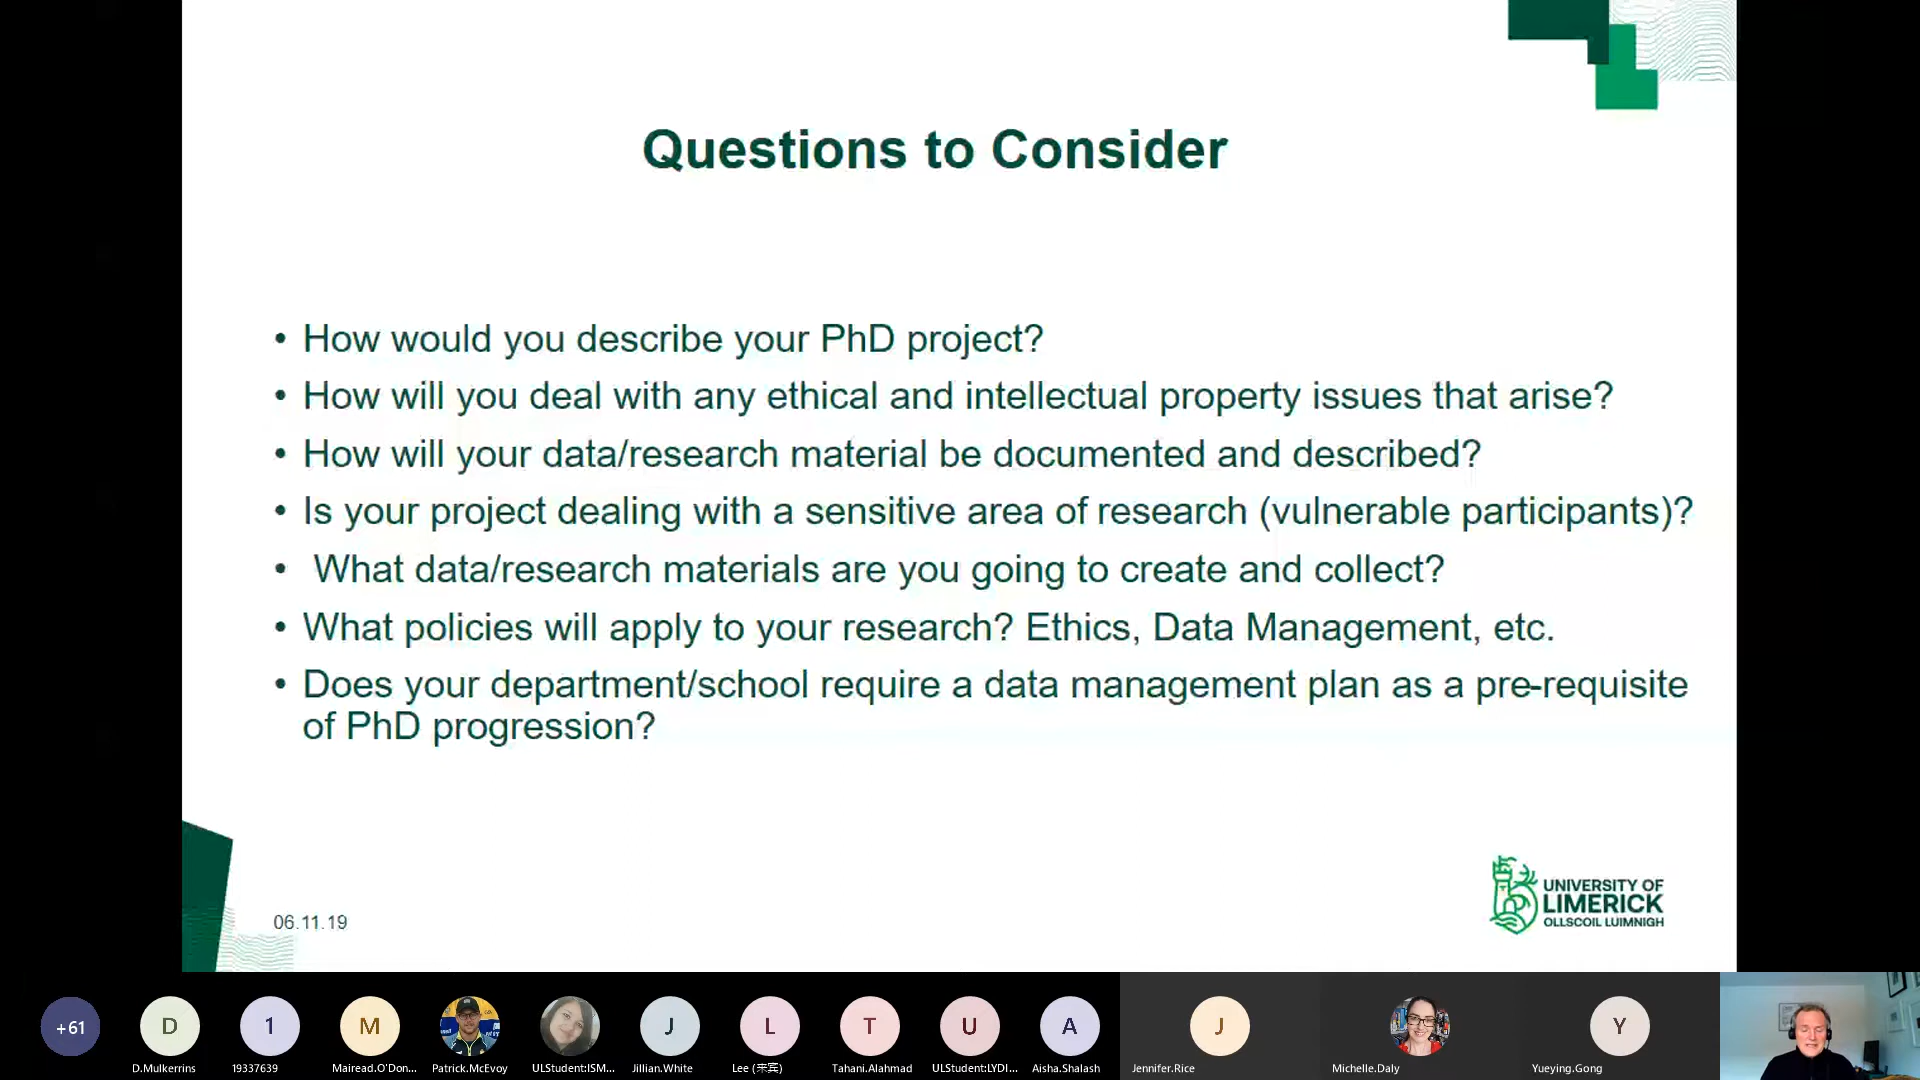 Questions to Consider
• How would you describe your PhD project?
• How will you deal with any ethical and intellectual property issues that arise?
• How will your data/research material be documented and described?
• Is your project dealing with a sensitive area of research (vulnerable participants)?
• What data/research materials are you going to create and collect?
• What policies will apply to your research? Ethics, Data Management, etc.
• Does your department/school require a data management plan as a pre-requisite
of PhD progression?
06.11.19
UNIVERSITY OF
LIMERICK
OLLSCOIL LUIMNIGH
+61
D
1
M
J
L
T
U
A
J
Y
D.Mulkerrins
19337639
Mairead.O'Don...
Patrick.McEvoy
ULStudent:ISM...
Jillian.White
Lee (宾)
Tahani.Alahmad
ULStudent:LYDI...
Aisha.Shalash
Jennifer.Rice
Michelle.Daly
Yueying.Gong